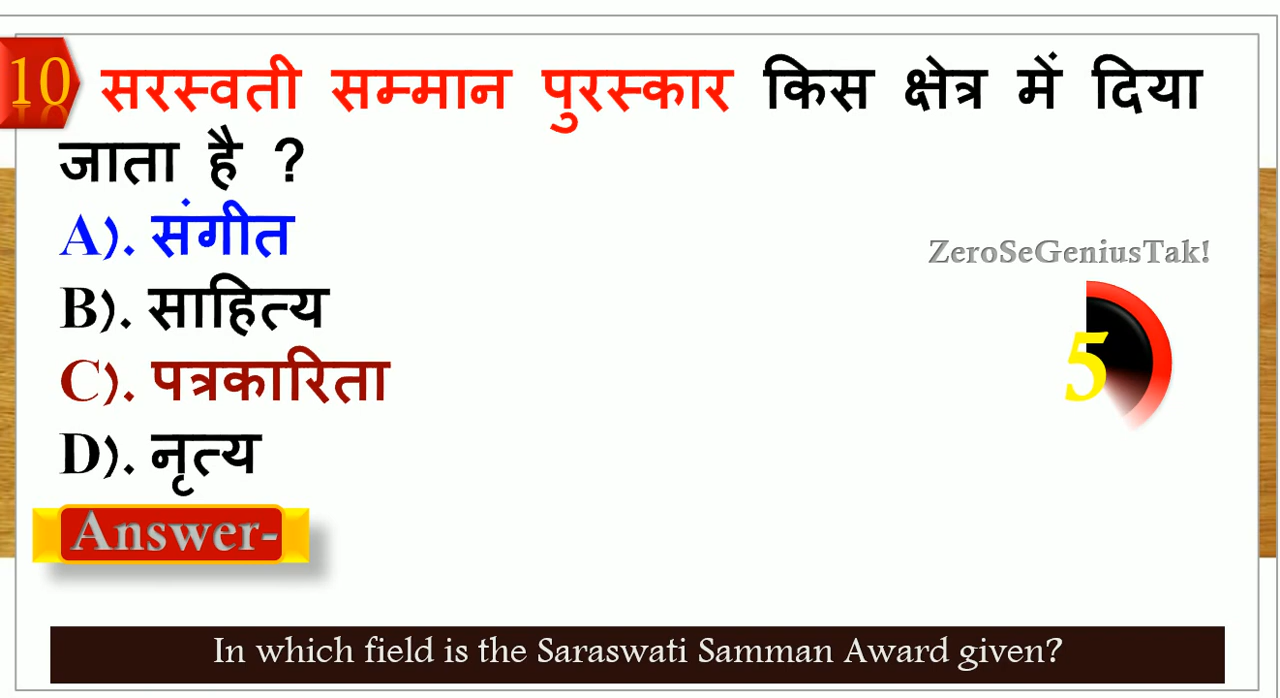 10 सरस्वती सम्मान पुरस्कार किस क्षेत्र में दिया
जाता है ?
A). संगीत
ZeroSeGeniusTak!
B). साहित्य
5
C). पत्रकारिता
D). नृत्य
Answer-
In which field is the Saraswati Samman Award given?